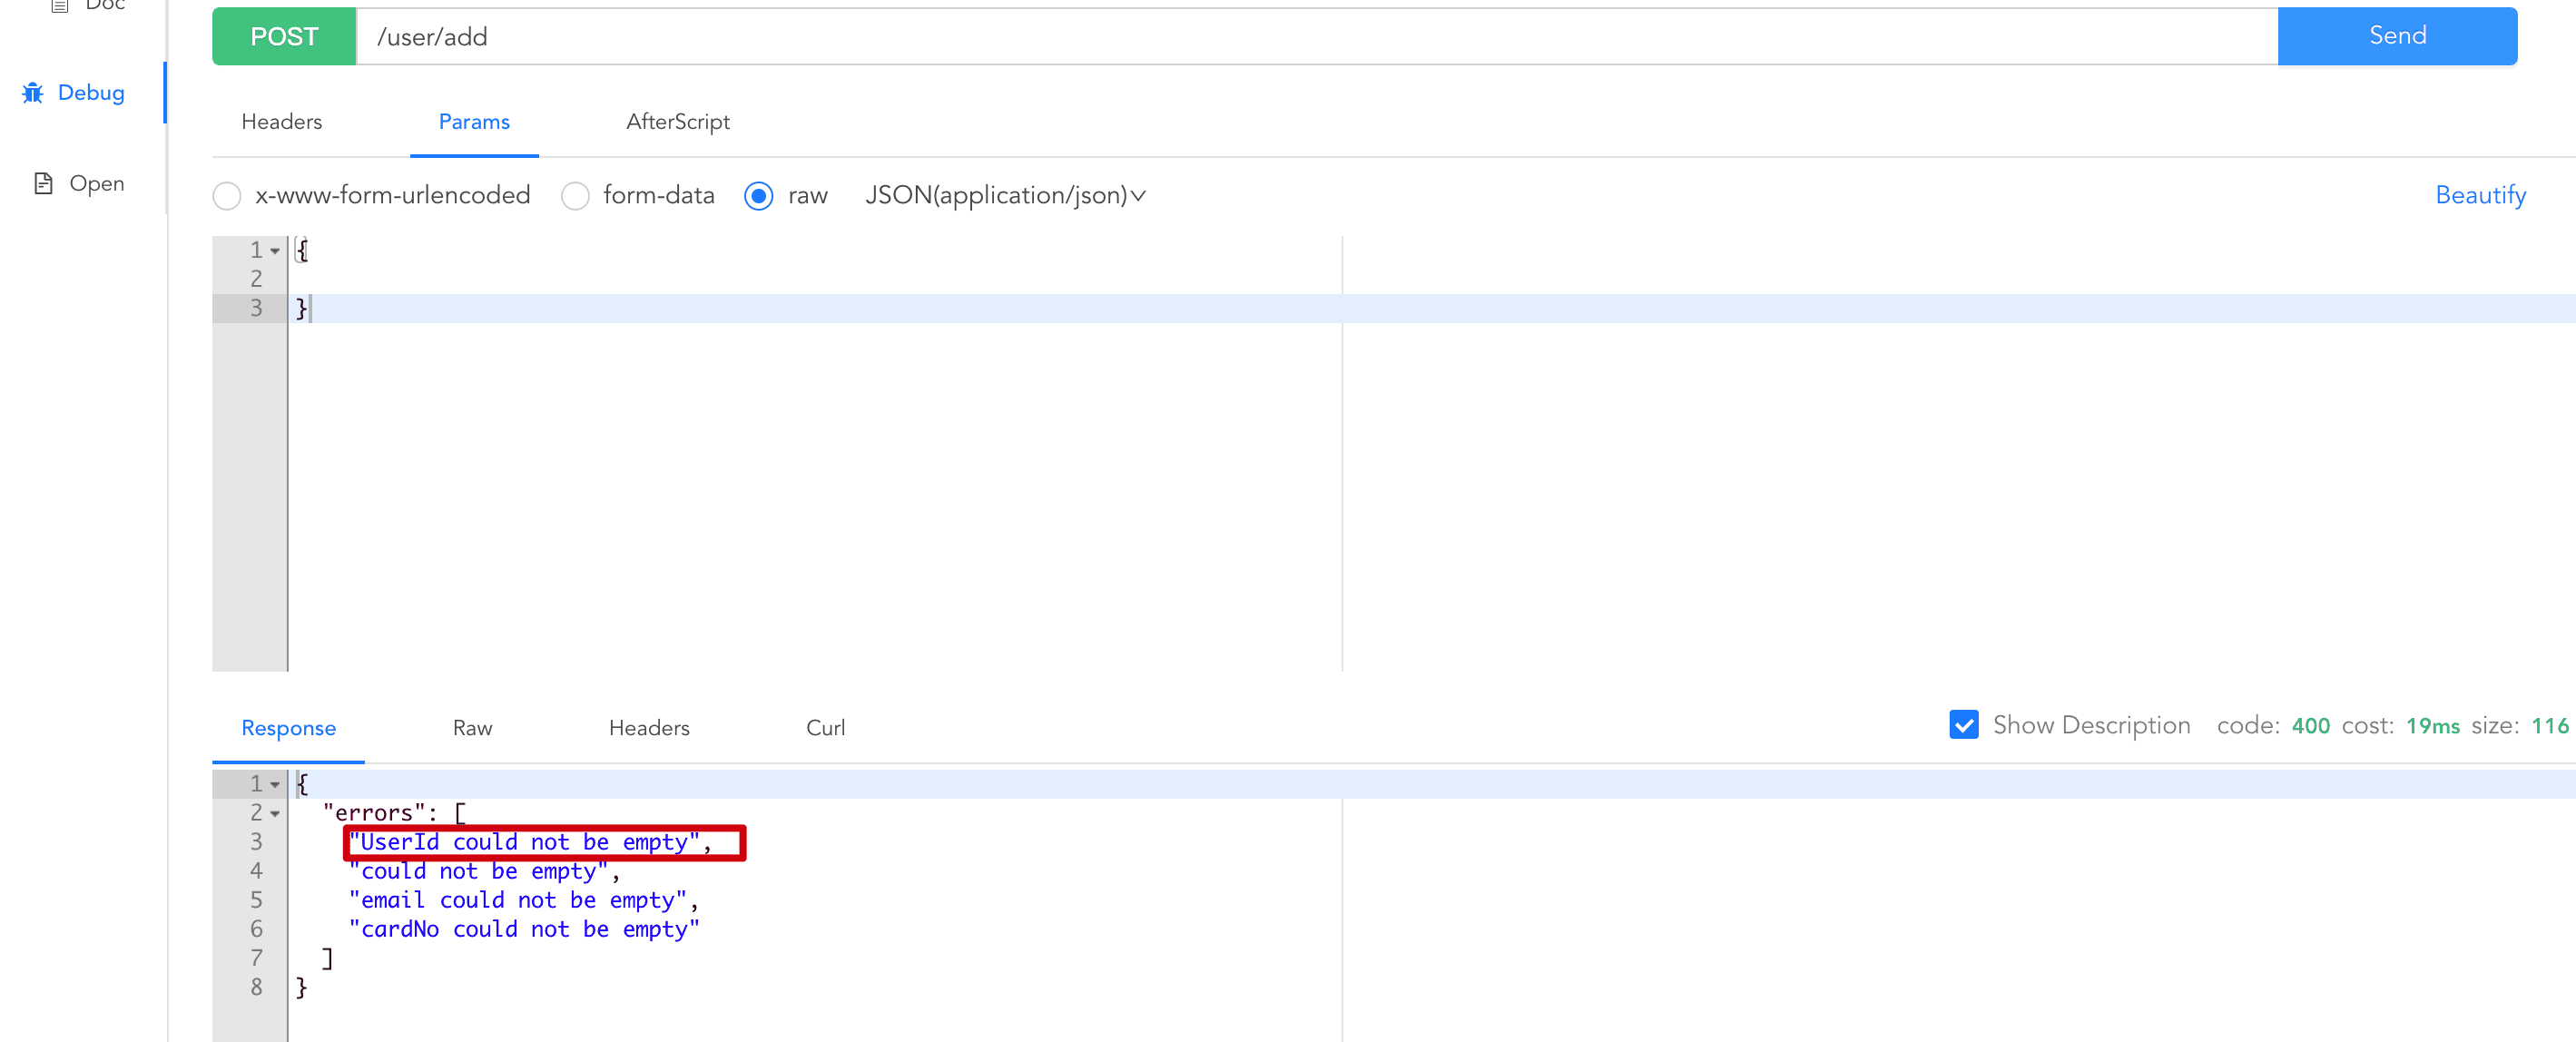 Doc
POST /user/add Send
Debug
Headers Params AfterScript
Open
x-www-form-urlencoded form-data raw JSON(application/json) Beautify
1 {
2
3 }
Response Raw Headers Curl Show Description code: 400 cost: 19ms size: 116
1 {
2 "errors": [
3 "UserId could not be empty",
4 "could not be empty",
5 "email could not be empty",
6 "cardNo could not be empty"
7 ]
8 }